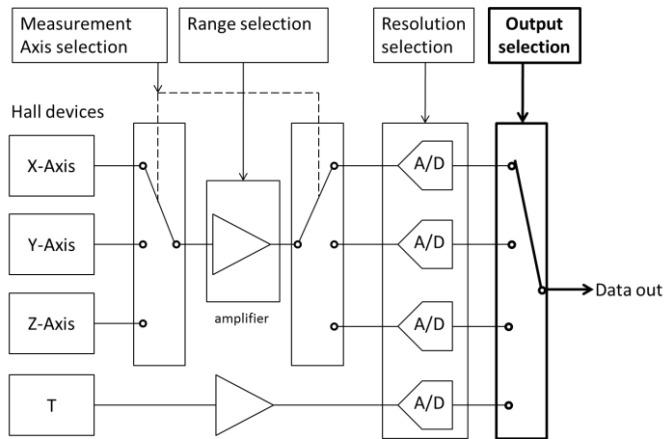 Measurement
Axis selection
Range selection
Resolution
selection
Output
selection
Hall devices
X-Axis
A/D
Y-Axis
A/D
Data out
Z-Axis
amplifier
A/D
T
A/D